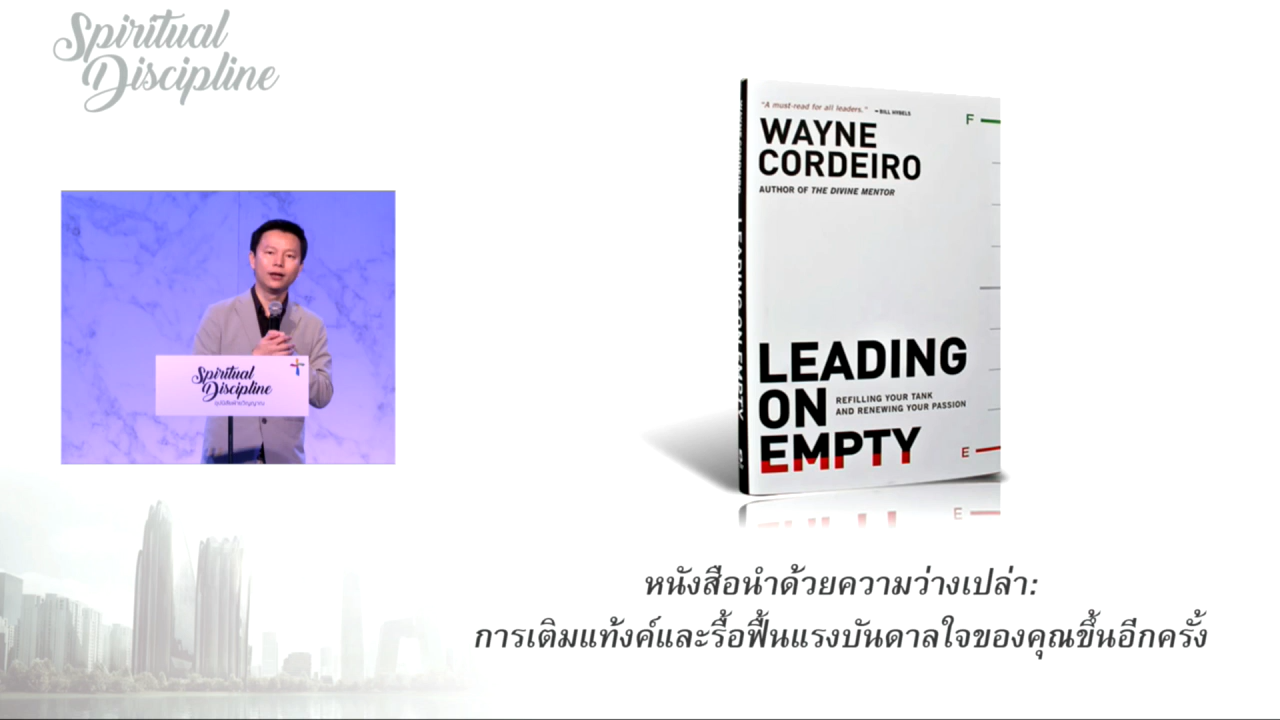 Spiritual
Discipline
"A must-read for all leaders." —BILL HYBELS
WAYNE
CORDEIRO
AUTHOR OF THE DIVINE MENTOR
F
LEADING
ON
REFILLING YOUR TANK
AND RENEWING YOUR PASSION
EMPTY
E
LEADING ON EMPTY
Spiritual
Discipline
หนังสือนำด้วยความว่างเปล่า:
การเติมแท้งค์และรื้อฟื้นแรงบันดาลใจของคุณขึ้นอีกครั้ง